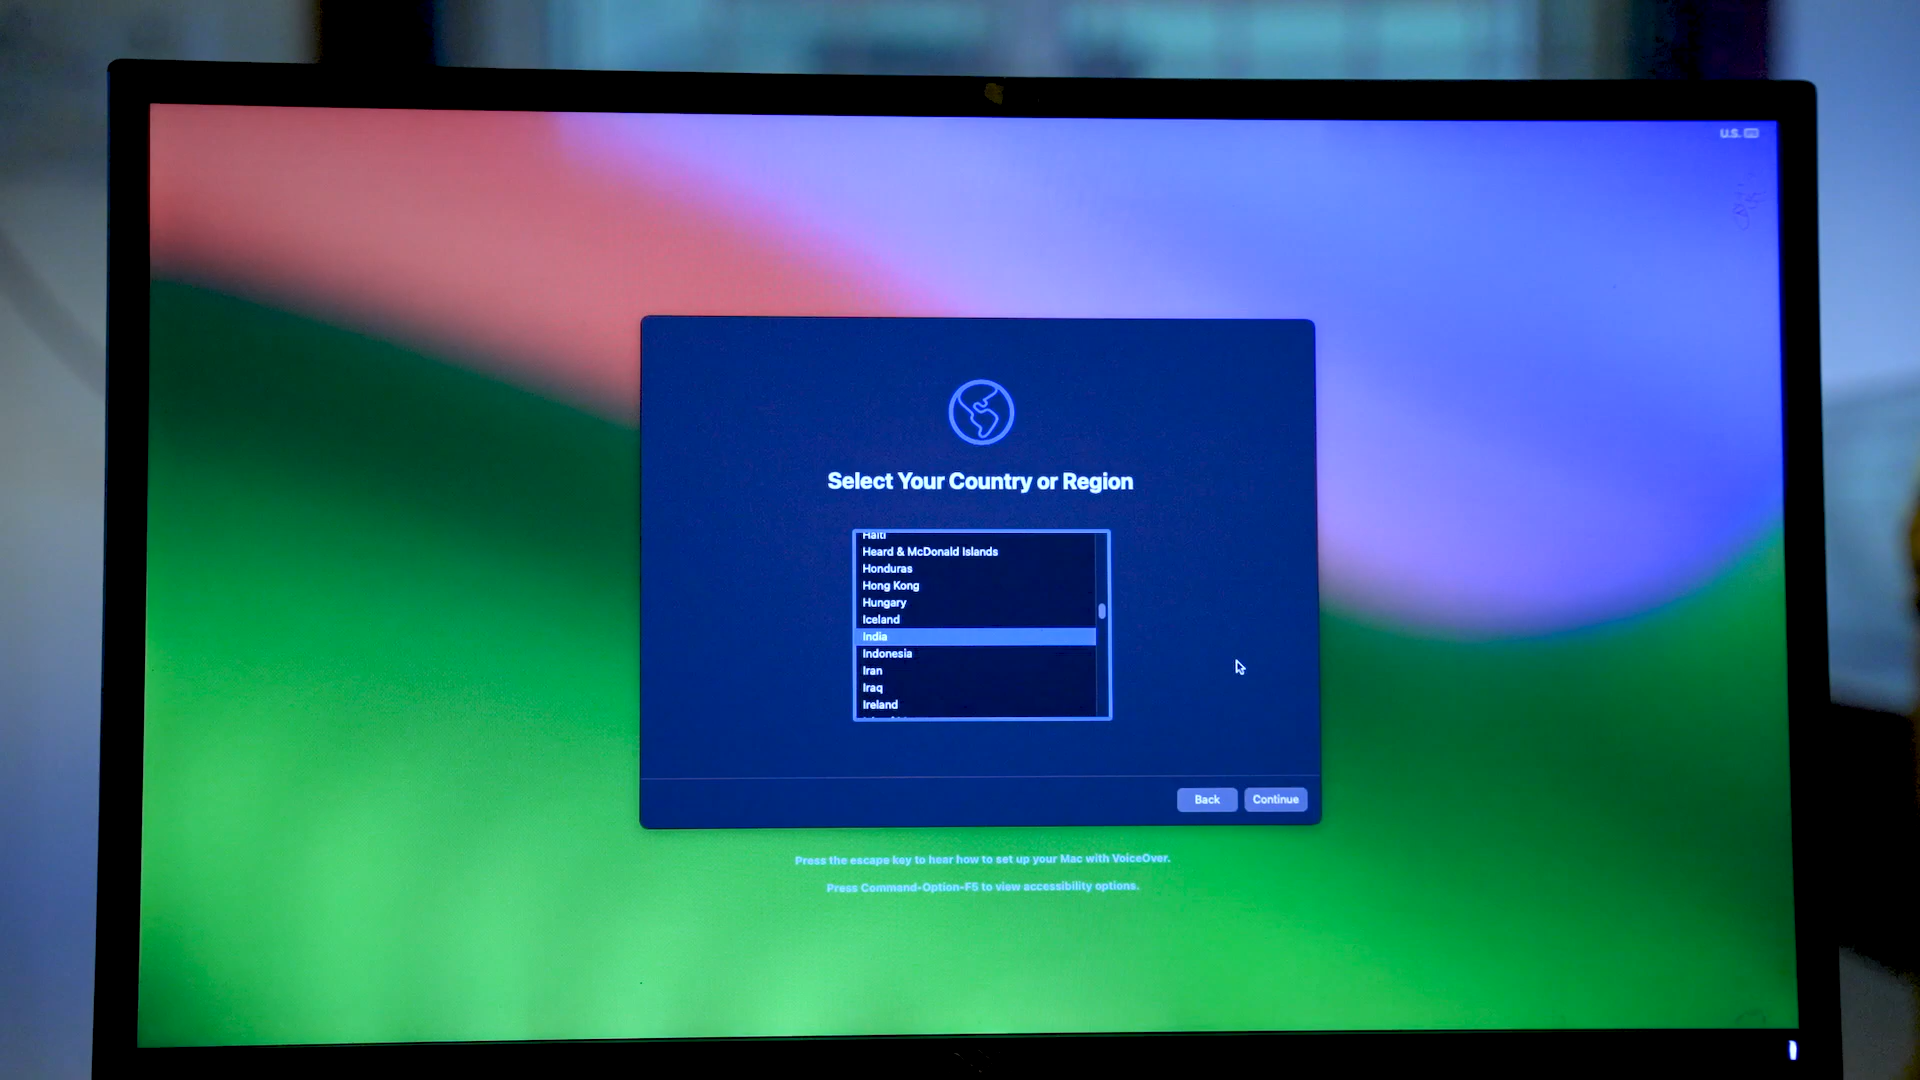 U.S.
Select Your Country or Region
Haiti
Heard & McDonald Islands
Honduras
Hong Kong
Hungary
Iceland
India
Indonesia
Iran
Iraq
Ireland
Back
Continue
Press the escape key to hear how to set up your Mac with VoiceOver.
Press Command-Option-F5 to view accessibility options.